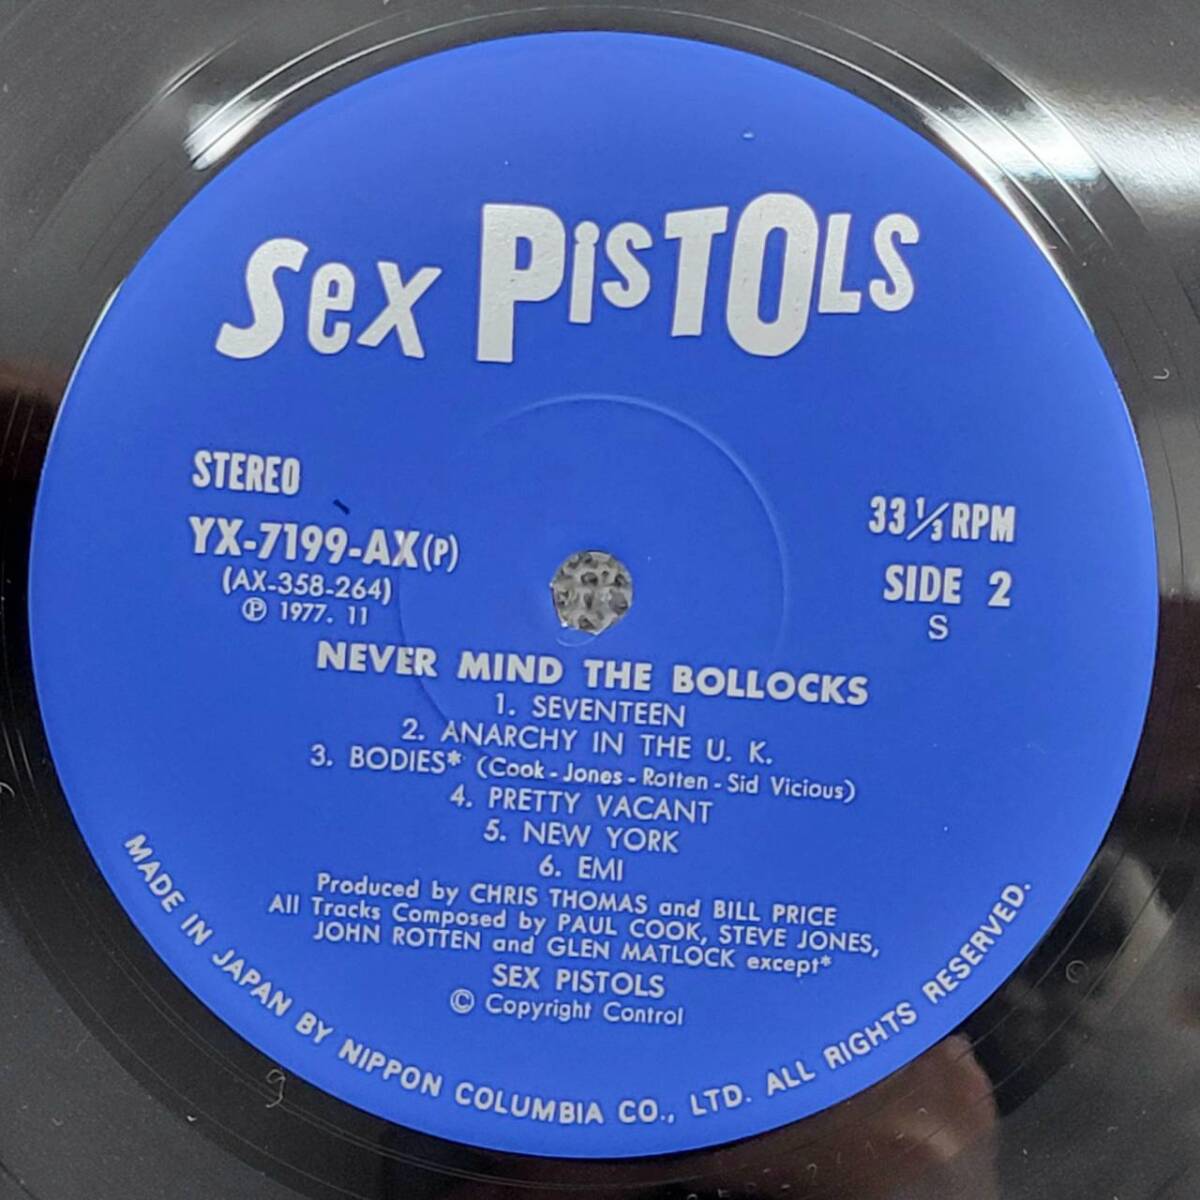 Sex PisTOLS
STEREO
YX-7199-AX(P)
(AX-358-264)
Ⓟ 1977. 11
33 1/3 RPM
SIDE 2
S
NEVER MIND THE BOLLOCKS
1. SEVENTEEN
2. ANARCHY IN THE U. K.
3. BODIES* (Cook - Jones - Rotten - Sid Vicious)
4. PRETTY VACANT
5. NEW YORK
6. EMI
Produced by CHRIS THOMAS and BILL PRICE
All Tracks Composed by PAUL COOK, STEVE JONES,
JOHN ROTTEN and GLEN MATLOCK except*
SEX PISTOLS
© Copyright Control
MADE IN JAPAN BY NIPPON COLUMBIA CO., LTD. ALL RIGHTS RESERVED.